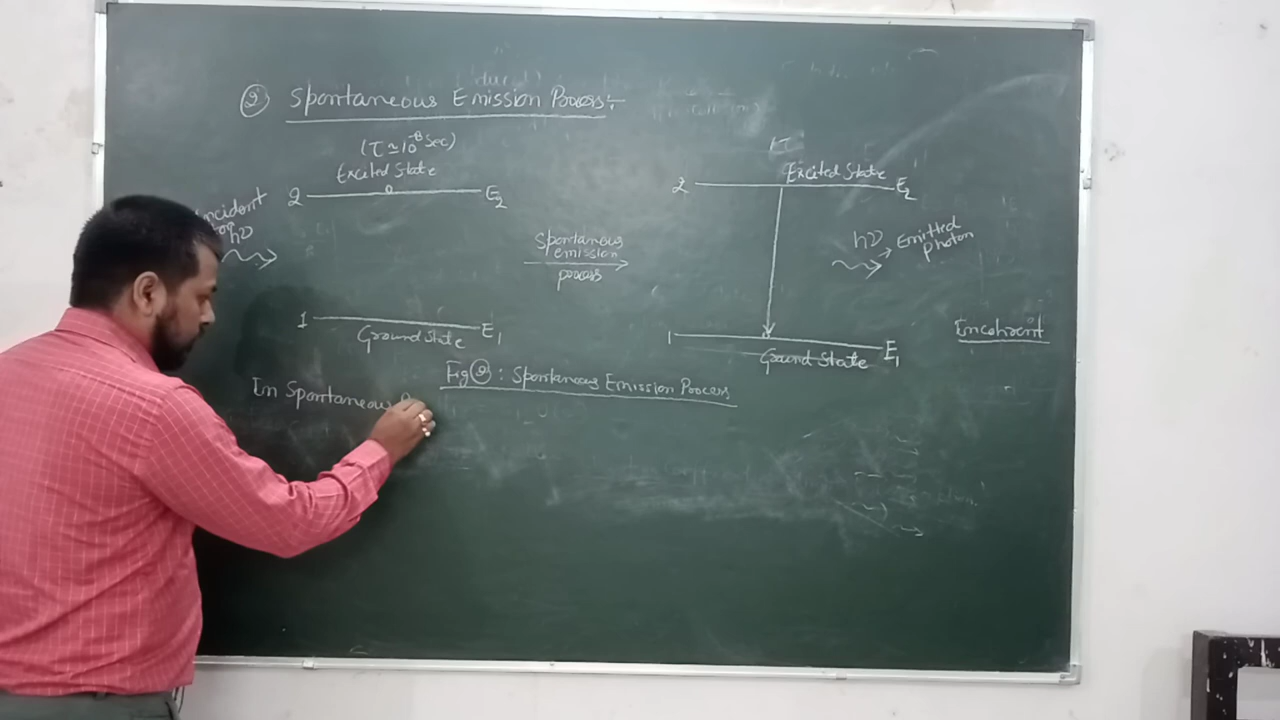 ② Spontaneous Emission Process:-
(τ ≃ 10⁻⁸ Sec)
Excited State
2 E₂
incident
hν
1 E₁
Ground State
Spontaneous
emission
process
τ
Excited State
2 E₂
hν → Emitted
Photon
1 E₁
Ground State
Incoherent
Fig ②: Spontaneous Emission Process
In Spontaneous